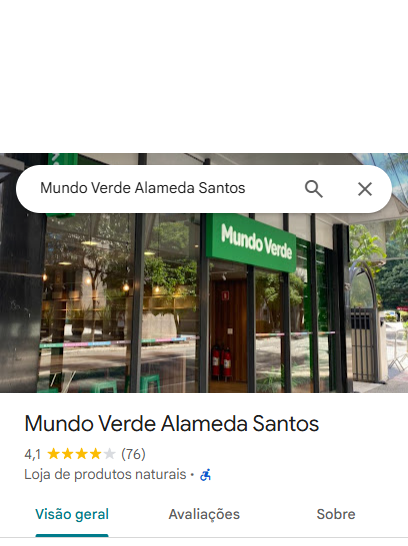 Mundo Verde Alameda Santos
Mundo Verde
Mundo Verde Alameda Santos
4,1 (76)
Loja de produtos naturais ·
Visão geral
Avaliações
Sobre